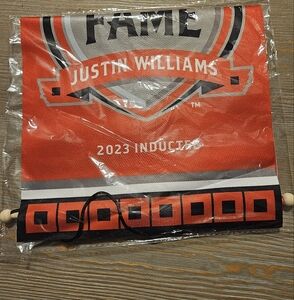 FAME
JUSTIN WILLIAMS
™
2023 INDUCTEE